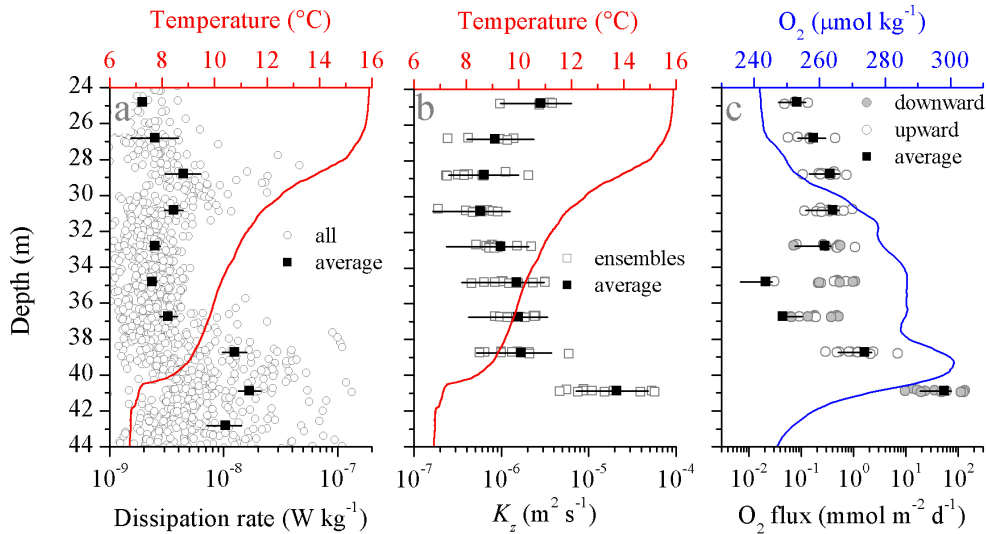 Temperature (°C)
6 8 10 12 14 16
Temperature (°C)
6 8 10 12 14 16
O₂ (μmol kg⁻¹)
240 260 280 300
24
26
28
30
32
34
36
38
40
42
44
Depth (m)
a
all
average
b
ensembles
average
c
downward
upward
average
10⁻⁹ 10⁻⁸ 10⁻⁷
Dissipation rate (W kg⁻¹)
10⁻⁷ 10⁻⁶ 10⁻⁵ 10⁻⁴
K_z (m² s⁻¹)
10⁻² 10⁻¹ 10⁰ 10¹ 10²
O₂ flux (mmol m⁻² d⁻¹)